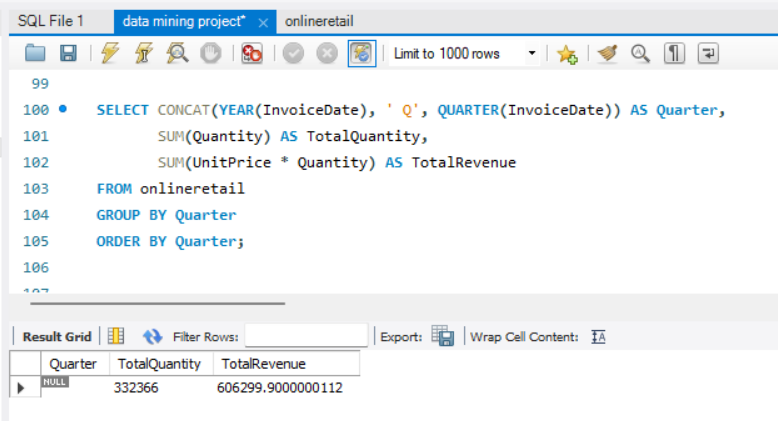 SQL File 1 data mining project* × onlineretail
Limit to 1000 rows
99
100 SELECT CONCAT(YEAR(InvoiceDate), ' Q', QUARTER(InvoiceDate)) AS Quarter,
101 SUM(Quantity) AS TotalQuantity,
102 SUM(UnitPrice * Quantity) AS TotalRevenue
103 FROM onlineretail
104 GROUP BY Quarter
105 ORDER BY Quarter;
106
107
Result Grid Filter Rows: Export: Wrap Cell Content: IA
Quarter TotalQuantity TotalRevenue
NULL 332366 606299.9000000112